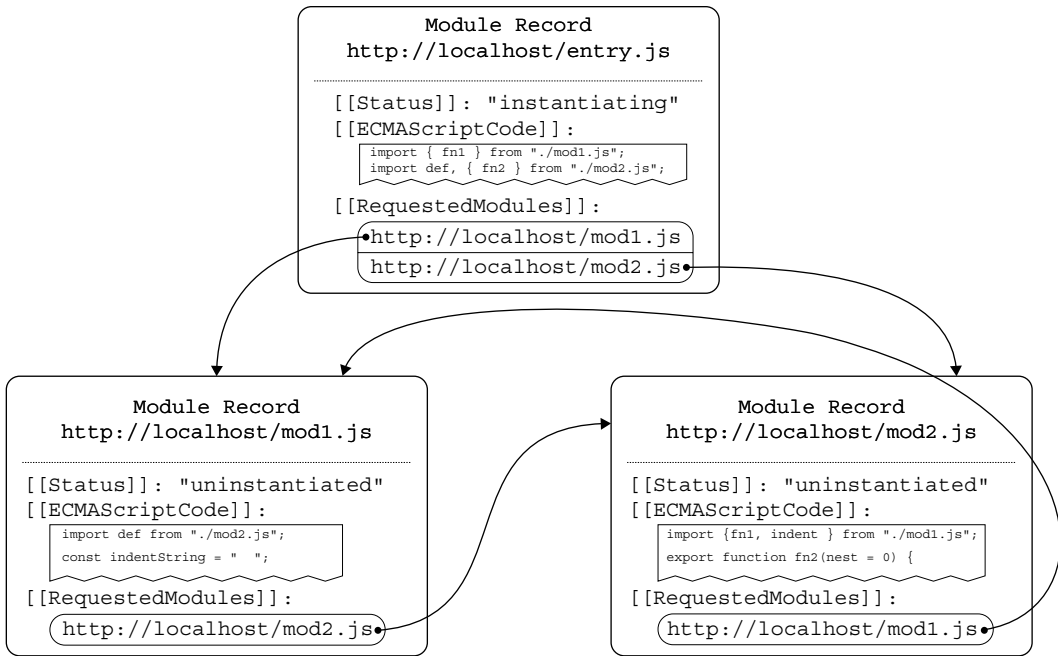 Module Record
http://localhost/entry.js
[[Status]]: "instantiating"
[[ECMAScriptCode]]:
import { fn1 } from "./mod1.js";
import def, { fn2 } from "./mod2.js";
[[RequestedModules]]:
http://localhost/mod1.js
http://localhost/mod2.js
Module Record
http://localhost/mod1.js
[[Status]]: "uninstantiated"
[[ECMAScriptCode]]:
import def from "./mod2.js";
const indentString = "  ";
[[RequestedModules]]:
http://localhost/mod2.js
Module Record
http://localhost/mod2.js
[[Status]]: "uninstantiated"
[[ECMAScriptCode]]:
import {fn1, indent } from "./mod1.js";
export function fn2(nest = 0) {
[[RequestedModules]]:
http://localhost/mod1.js